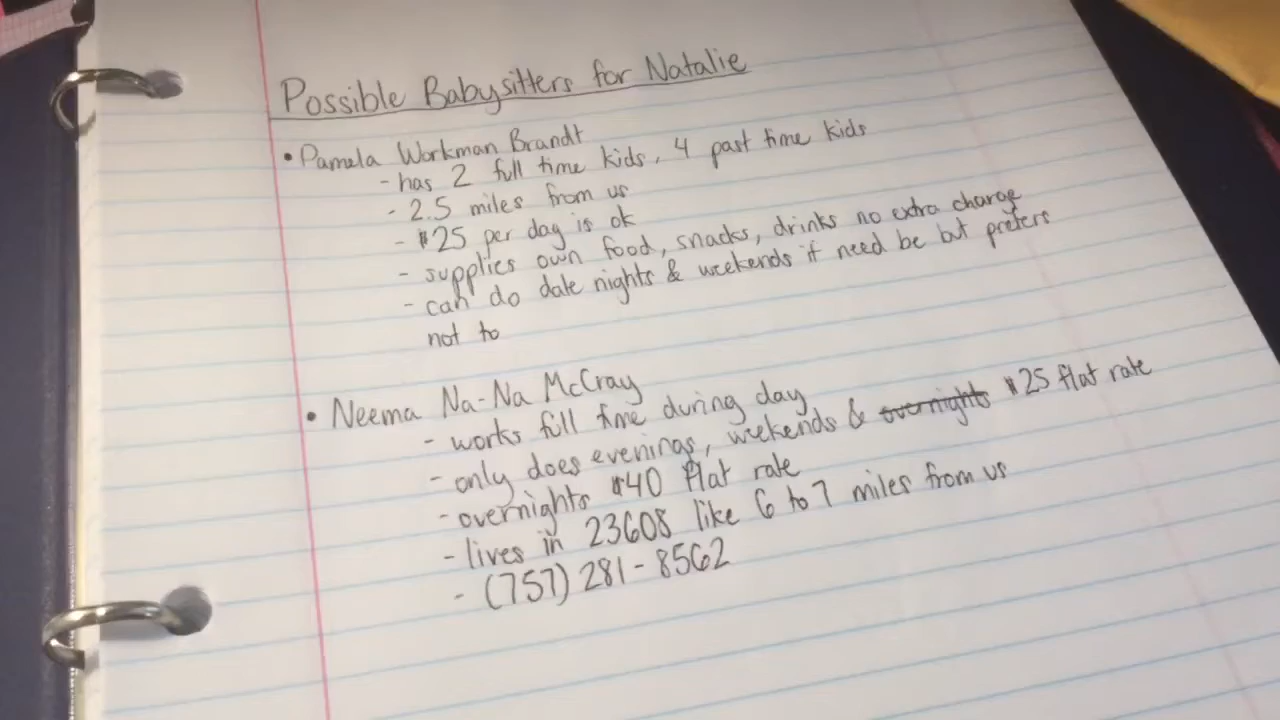 Possible Babysitters for Natalie
• Pamela Workman Brandt
- has 2 full time kids, 4 past time kids
- 2.5 miles from us
- $25 per day is ok
- supplies own food, snacks, drinks no extra charge
- can do date nights & weekends if need be but prefers
not to
• Neema Na-Na McCray
- works full time during day
- only does evenings, weekends & overnights $25 flat rate
- overnights $40 flat rate
- lives in 23608 like 6 to 7 miles from us
- (757) 281-8562